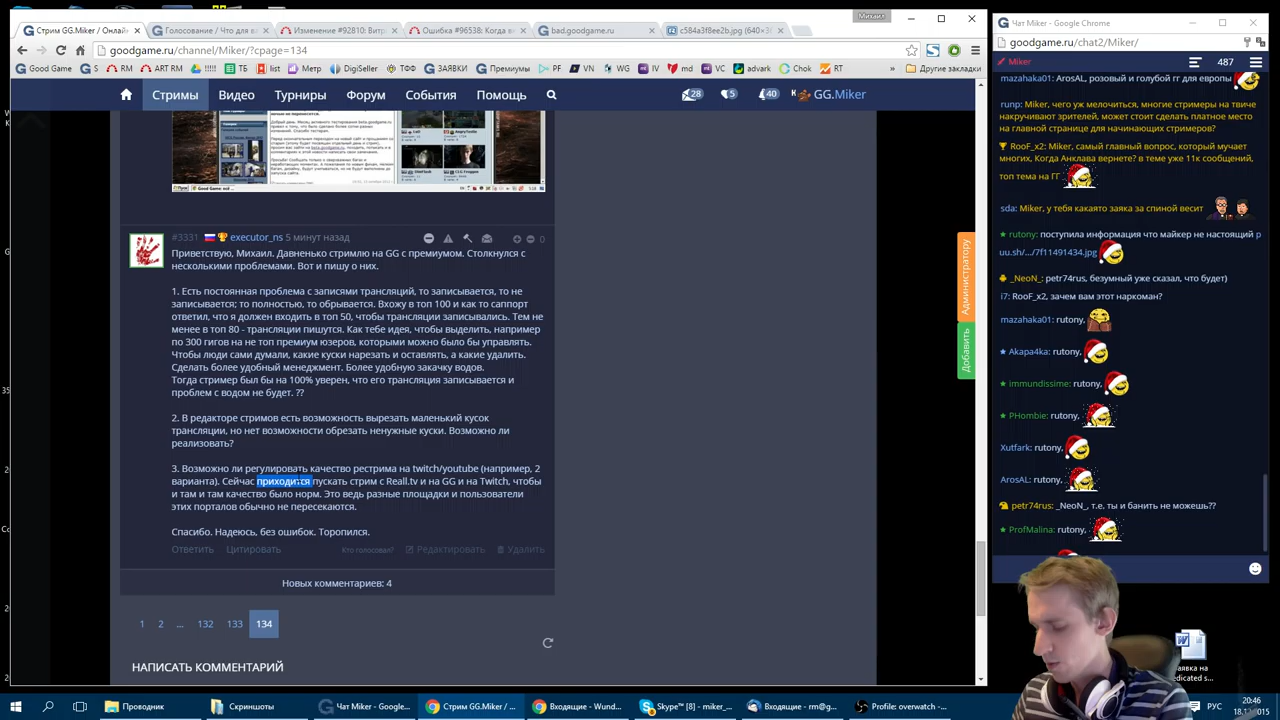 Михаил
Стрим GG.Miker / Онлай
Голосование / Что для в
Изменение #92810: Витр
Ошибка #96538: Когда в
bad.goodgame.ru
c584a3f8ee2b.jpg (640×36
goodgame.ru/channel/Miker/?cpage=134
Good Game
S
RM
ART RM
!!!!!
ТБ
list
Метр
DigiSeller
ТЕХ
ЗАЯВКИ
Премиумы
PF
VN
WG
IV
md
VC
advark
Chok
RT
Другие закладки
Стримы
Видео
Турниры
Форум
События
Помощь
28
5
40
GG.Miker
#3331 executor_ns 5 минут назад
0
Приветствую, Михаил. Давненько стримлю на GG с премиумом. Столкнулся с
несколькими проблемами. Вот и пишу о них.
1. Есть постоянная проблема с записями трансляций, то записывается, то не
записывается; то полностью, то обрывается. Вхожу в топ 100 и как то саппорт
ответил, что я должен входить в топ 50, чтобы трансляции записывались. Тем не
менее в топ 80 - трансляции пишутся. Как тебе идея, чтобы выделить, например
по 300 гигов на не три премиум юзеров, которыми можно было бы управлять.
Чтобы люди сами думали, какие куски нарезать и оставлять, а какие удалить.
Сделать более удобный менеджмент. Более удобную закачку водов.
Тогда стример был бы на 100% уверен, что его трансляция записывается и
проблем с водом не будет. ??
2. В редакторе стримов есть возможность вырезать маленький кусок
трансляции, но нет возможности обрезать ненужные куски. Возможно ли
реализовать?
3. Возможно ли регулировать качество рестрима на twitch/youtube (например, 2
варианта). Сейчас приходится пускать стрим с Reall.tv и на GG и на Twitch, чтобы
и там и там качество было норм. Это ведь разные площадки и пользователи
этих порталов обычно не пересекаются.
Спасибо. Надеюсь, без ошибок. Торопился.
Ответить
Цитировать
Кто голосовал?
Редактировать
Удалить
Новых комментариев: 4
1 2 ... 132 133 134
НАПИСАТЬ КОММЕНТАРИЙ
Администратору
Добавить
Чат Miker - Google Chrome
goodgame.ru/chat2/Miker/
Miker
487
mazahaka01: ArosAL, розовый и голубой гг для европы
runp: Miker, чего уж мелочиться, многие стримеры на твиче
накручивают зрителей, может стоит сделать платное место
на главной странице для начинающих стримеров?
RooF_x2: Miker, самый главный вопрос, который мучает
многих, Когда Анклава вернете? в теме уже 11к сообщений,
топ тема на ГГ
sda: Miker, у тебя какаято заяка за спиной весит
rutony: поступила информация что майкер не настоящий p
uu.sh/.../7f11491434.jpg
_NeoN_: petr74rus, безумный уже сказал, что будет)
i7: RooF_x2, зачем вам этот наркоман?
mazahaka01: rutony,
Akapa4ka: rutony,
immundissime: rutony,
PHombie: rutony,
Xutfark: rutony,
ArosAL: rutony,
petr74rus: _NeoN_, т.е. ты и банить не можешь??
ProfMalina: rutony,
Проводник
Скриншоты
Чат Miker - Google...
Стрим GG.Miker / ...
Входящие - Wund...
Skype™ [8] - miker_...
Входящие - rm@g...
Profile: overwatch -...
РУС
20:46